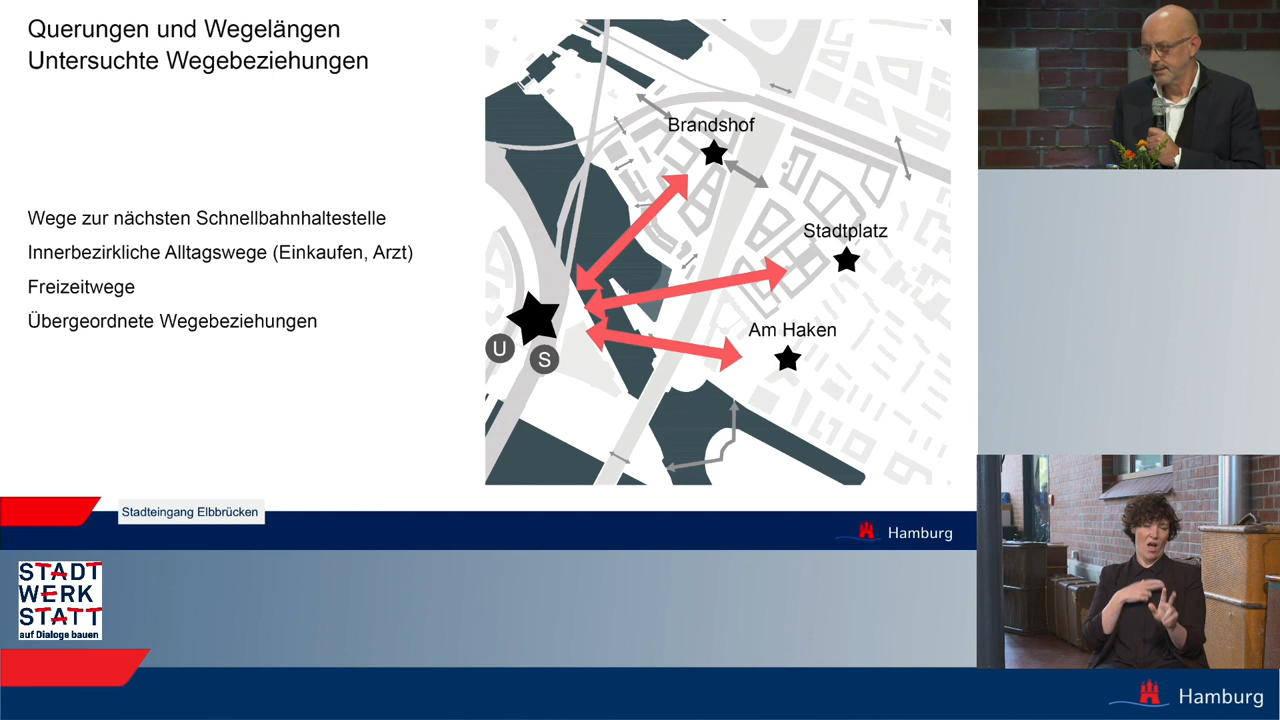 Querungen und Wegelängen
Untersuchte Wegebeziehungen
Wege zur nächsten Schnellbahnhaltestelle
Innerbezirkliche Alltagswege (Einkaufen, Arzt)
Freizeitwege
Übergeordnete Wegebeziehungen
Brandshof
Stadtplatz
Am Haken
U
S
Stadteingang Elbbrücken
Hamburg
STADT
WERK
STATT
auf Dialoge bauen
Hamburg